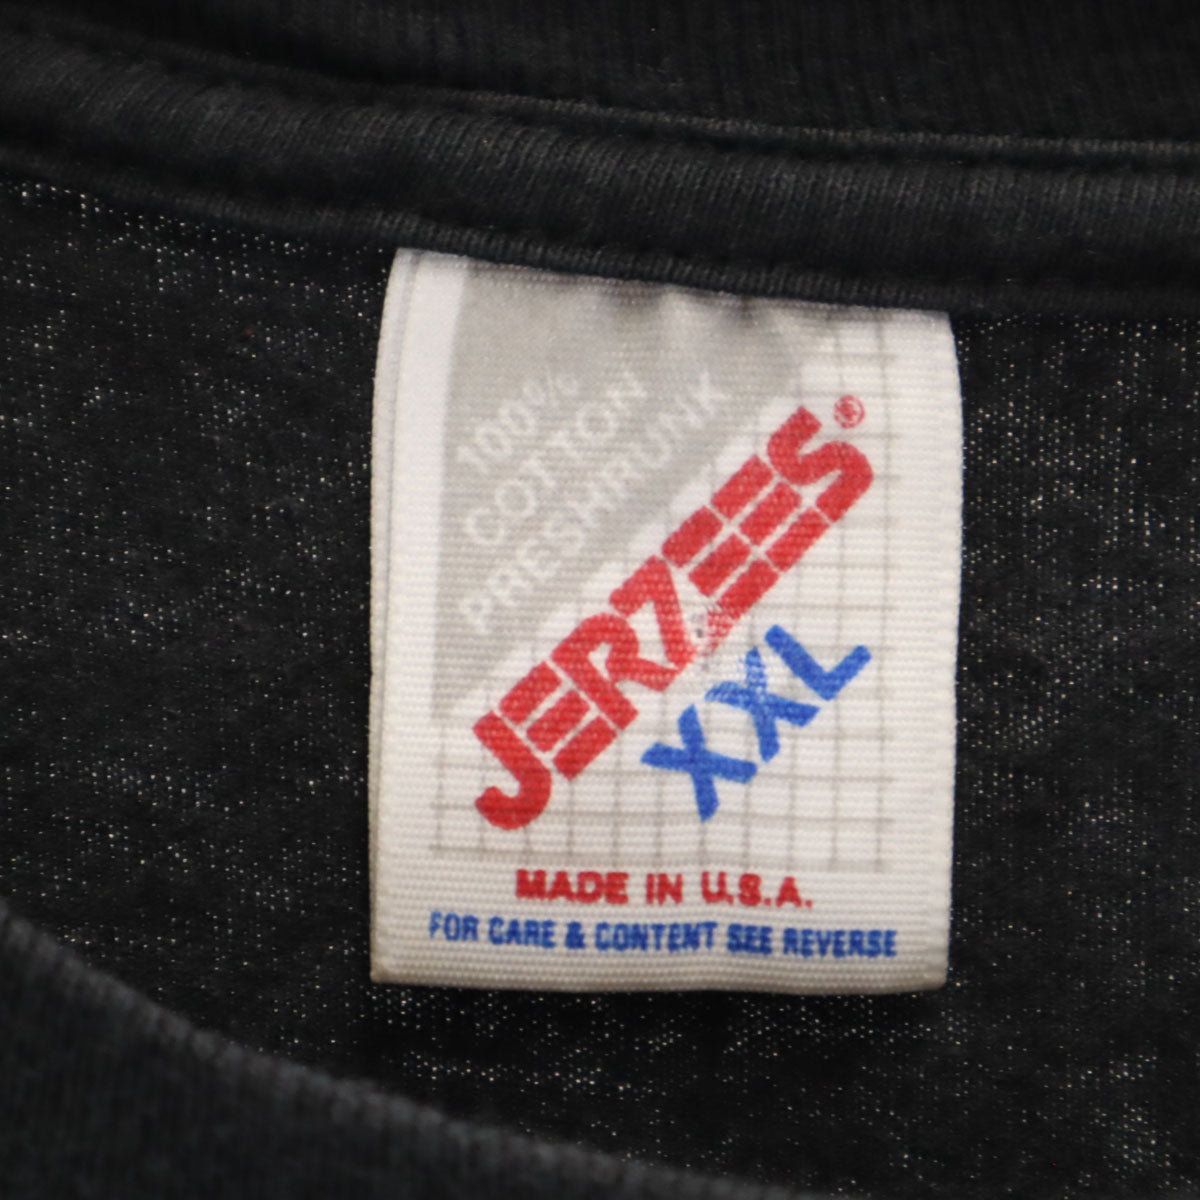 100%
COTTON
PRESHRUNK
JERZEES®
XXL
MADE IN U.S.A.
FOR CARE & CONTENT SEE REVERSE